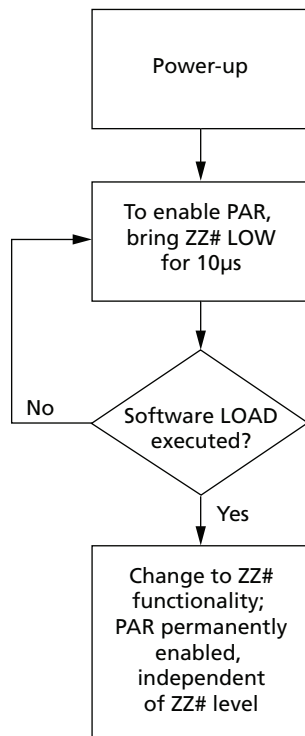 Power-up
To enable PAR,
bring ZZ# LOW
for 10µs
No
Software LOAD
executed?
Yes
Change to ZZ#
functionality;
PAR permanently
enabled,
independent
of ZZ# level